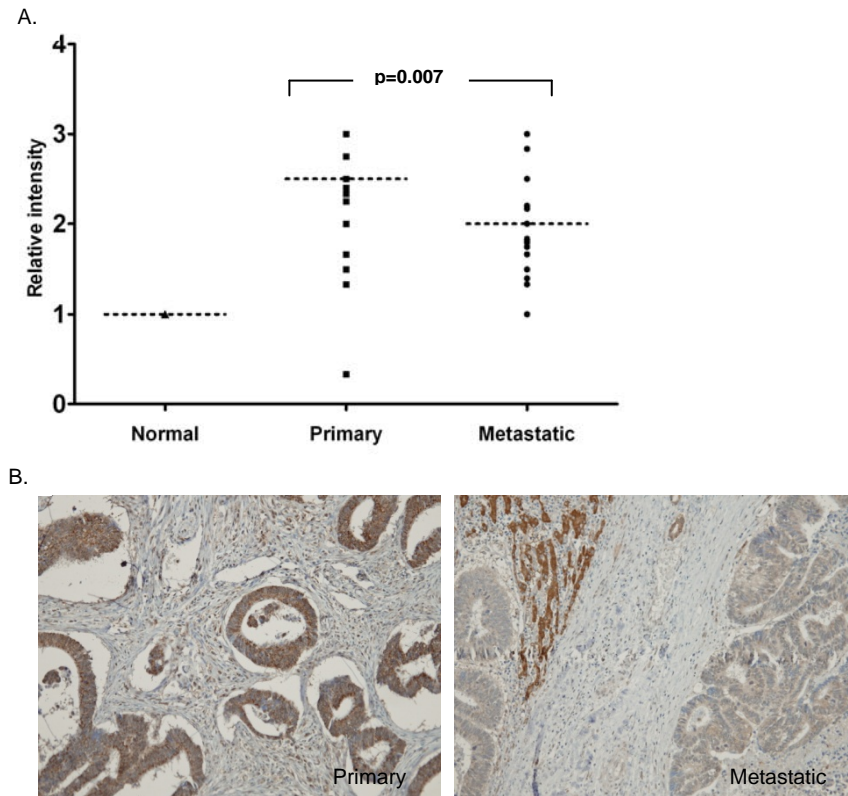 A.
4
p=0.007
3
Relative intensity
2
1
0
Normal Primary Metastatic
B.
Primary Metastatic